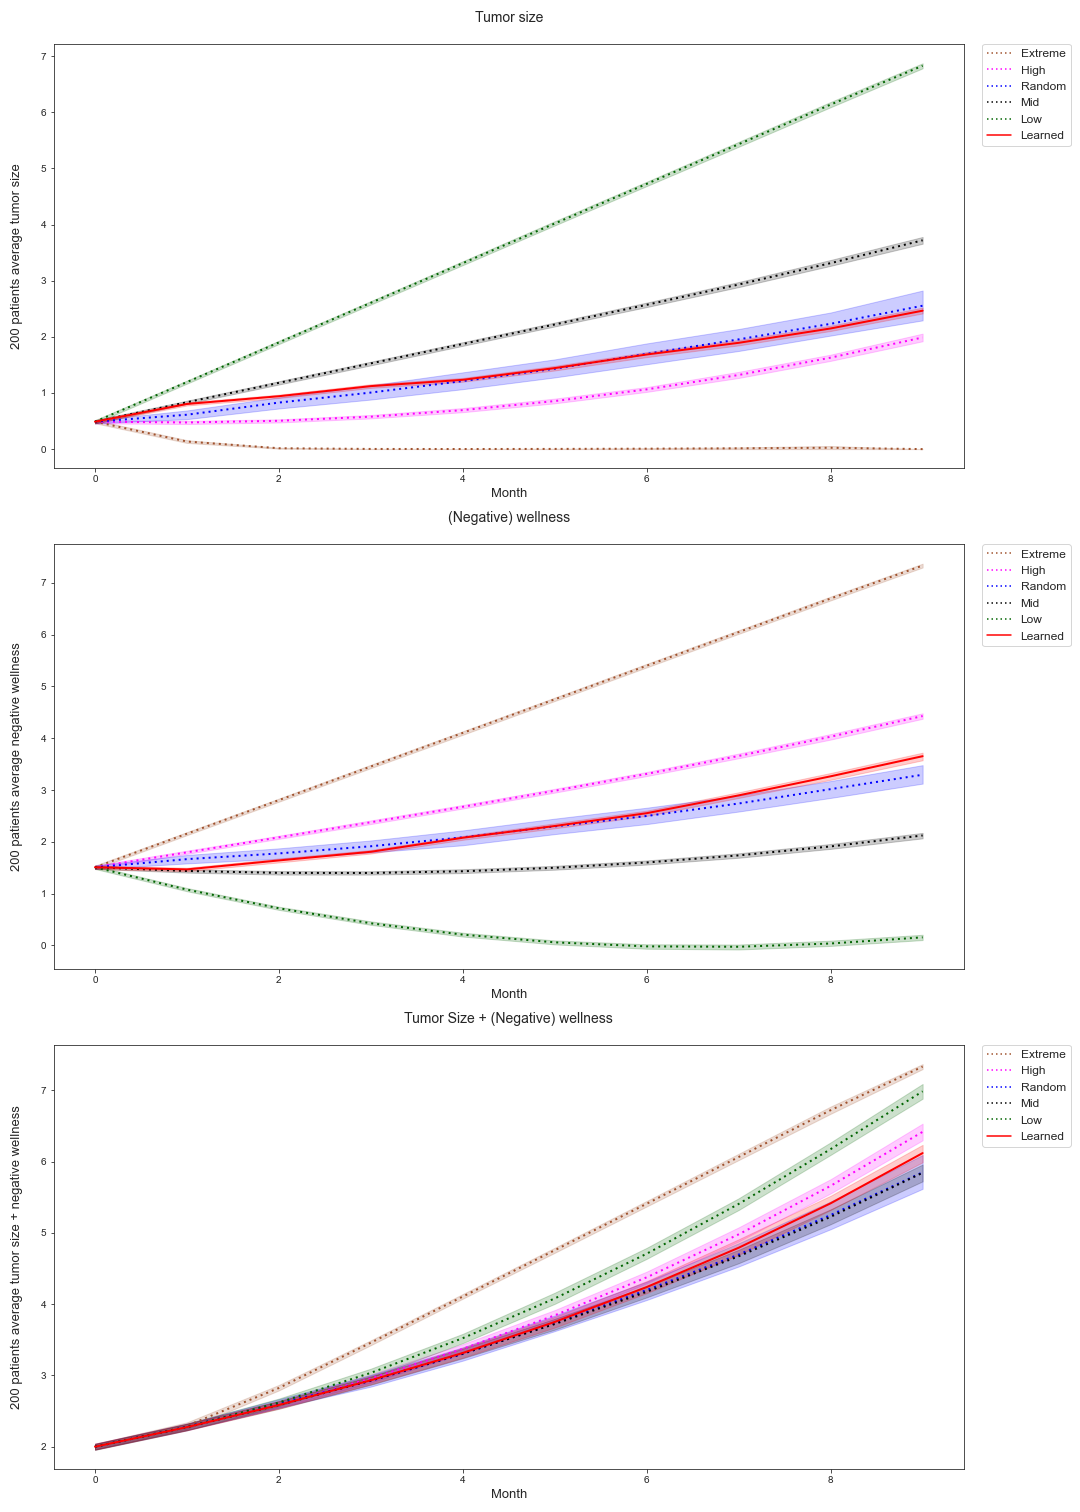 Tumor size
7
6
5
4
3
2
1
0
200 patients average tumor size
0 2 4 6 8
Month
Extreme
High
Random
Mid
Low
Learned
(Negative) wellness
7
6
5
4
3
2
1
0
200 patients average negative wellness
0 2 4 6 8
Month
Extreme
High
Random
Mid
Low
Learned
Tumor Size + (Negative) wellness
7
6
5
4
3
2
200 patients average tumor size + negative wellness
0 2 4 6 8
Month
Extreme
High
Random
Mid
Low
Learned